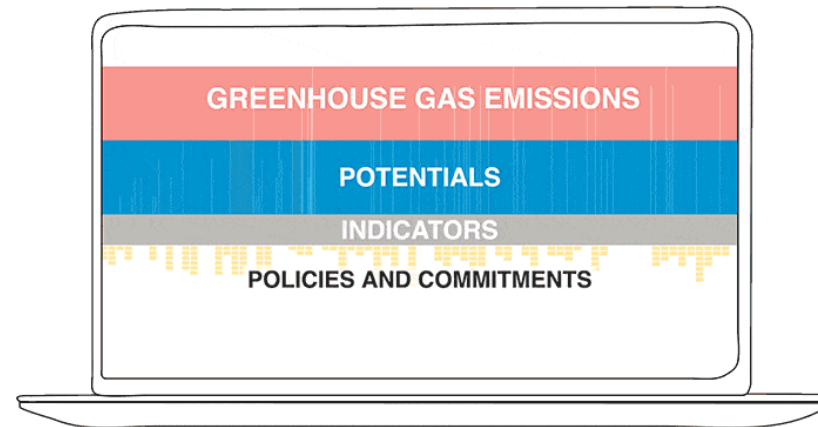 GREENHOUSE GAS EMISSIONS
POTENTIALS
INDICATORS
POLICIES AND COMMITMENTS